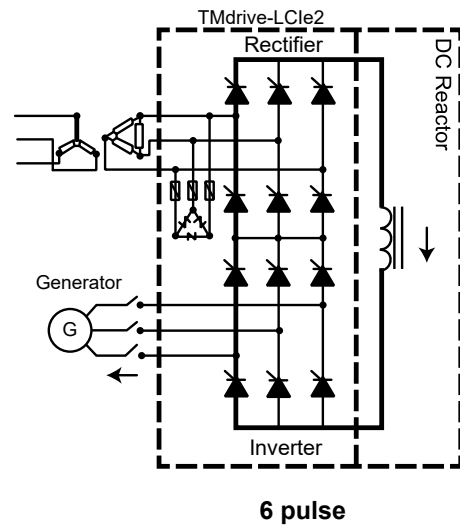 TMdrive-LCIe2
Rectifier
DC Reactor
Generator
G
Inverter
6 pulse